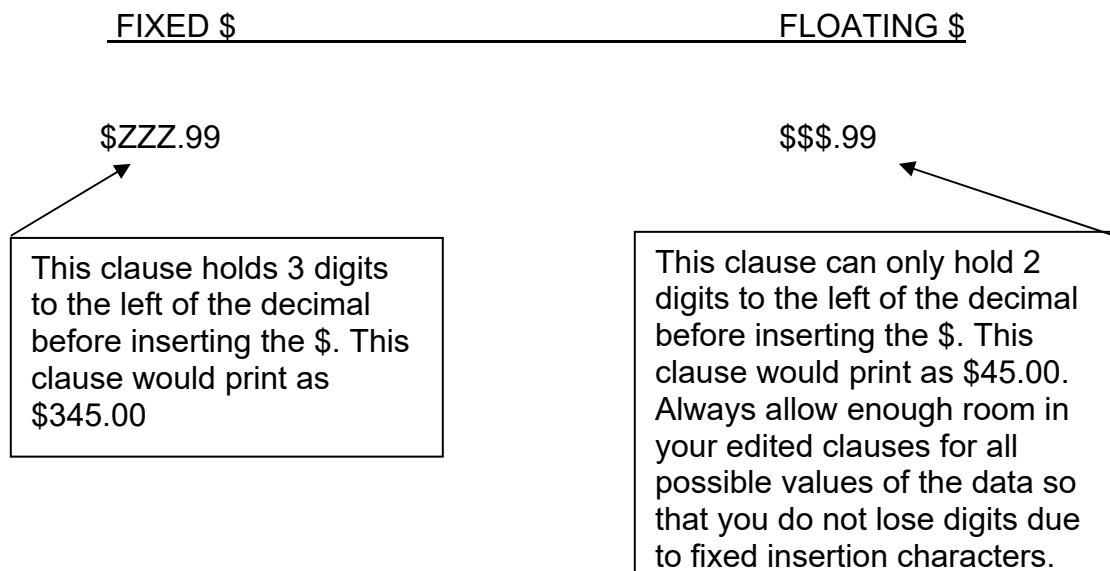 FIXED $ FLOATING $
$ZZZ.99 $$$.99
This clause holds 3 digits
to the left of the decimal
before inserting the $. This
clause would print as
$345.00
This clause can only hold 2
digits to the left of the decimal
before inserting the $. This
clause would print as $45.00.
Always allow enough room in
your edited clauses for all
possible values of the data so
that you do not lose digits due
to fixed insertion characters.